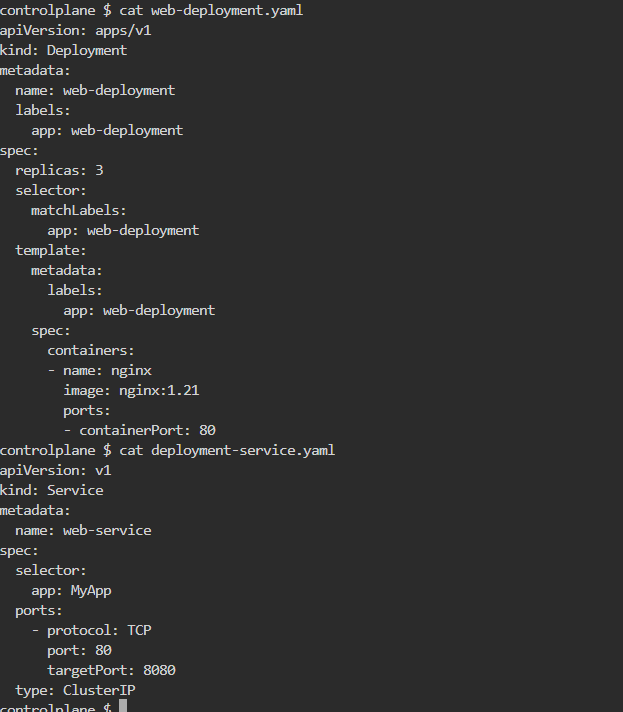 controlplane $ cat web-deployment.yaml
apiVersion: apps/v1
kind: Deployment
metadata:
  name: web-deployment
  labels:
    app: web-deployment
spec:
  replicas: 3
  selector:
    matchLabels:
      app: web-deployment
  template:
    metadata:
      labels:
        app: web-deployment
    spec:
      containers:
      - name: nginx
        image: nginx:1.21
        ports:
        - containerPort: 80
controlplane $ cat deployment-service.yaml
apiVersion: v1
kind: Service
metadata:
  name: web-service
spec:
  selector:
    app: MyApp
  ports:
    - protocol: TCP
      port: 80
      targetPort: 8080
  type: ClusterIP
controlplane $